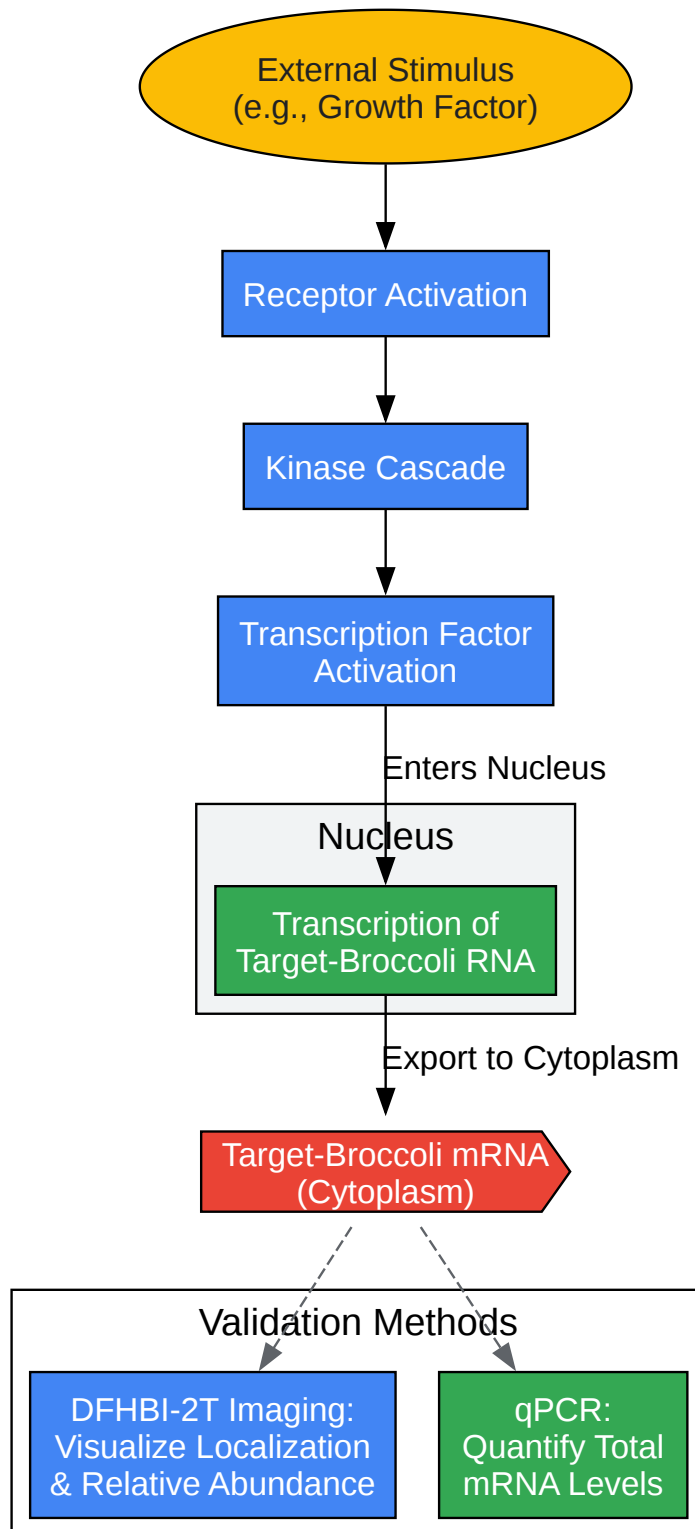 External Stimulus
(e.g., Growth Factor)
Receptor Activation
Kinase Cascade
Transcription Factor
Activation
Enters Nucleus
Nucleus
Transcription of
Target-Broccoli RNA
Export to Cytoplasm
Target-Broccoli mRNA
(Cytoplasm)
Validation Methods
DFHBI-2T Imaging:
Visualize Localization
& Relative Abundance
qPCR:
Quantify Total
mRNA Levels